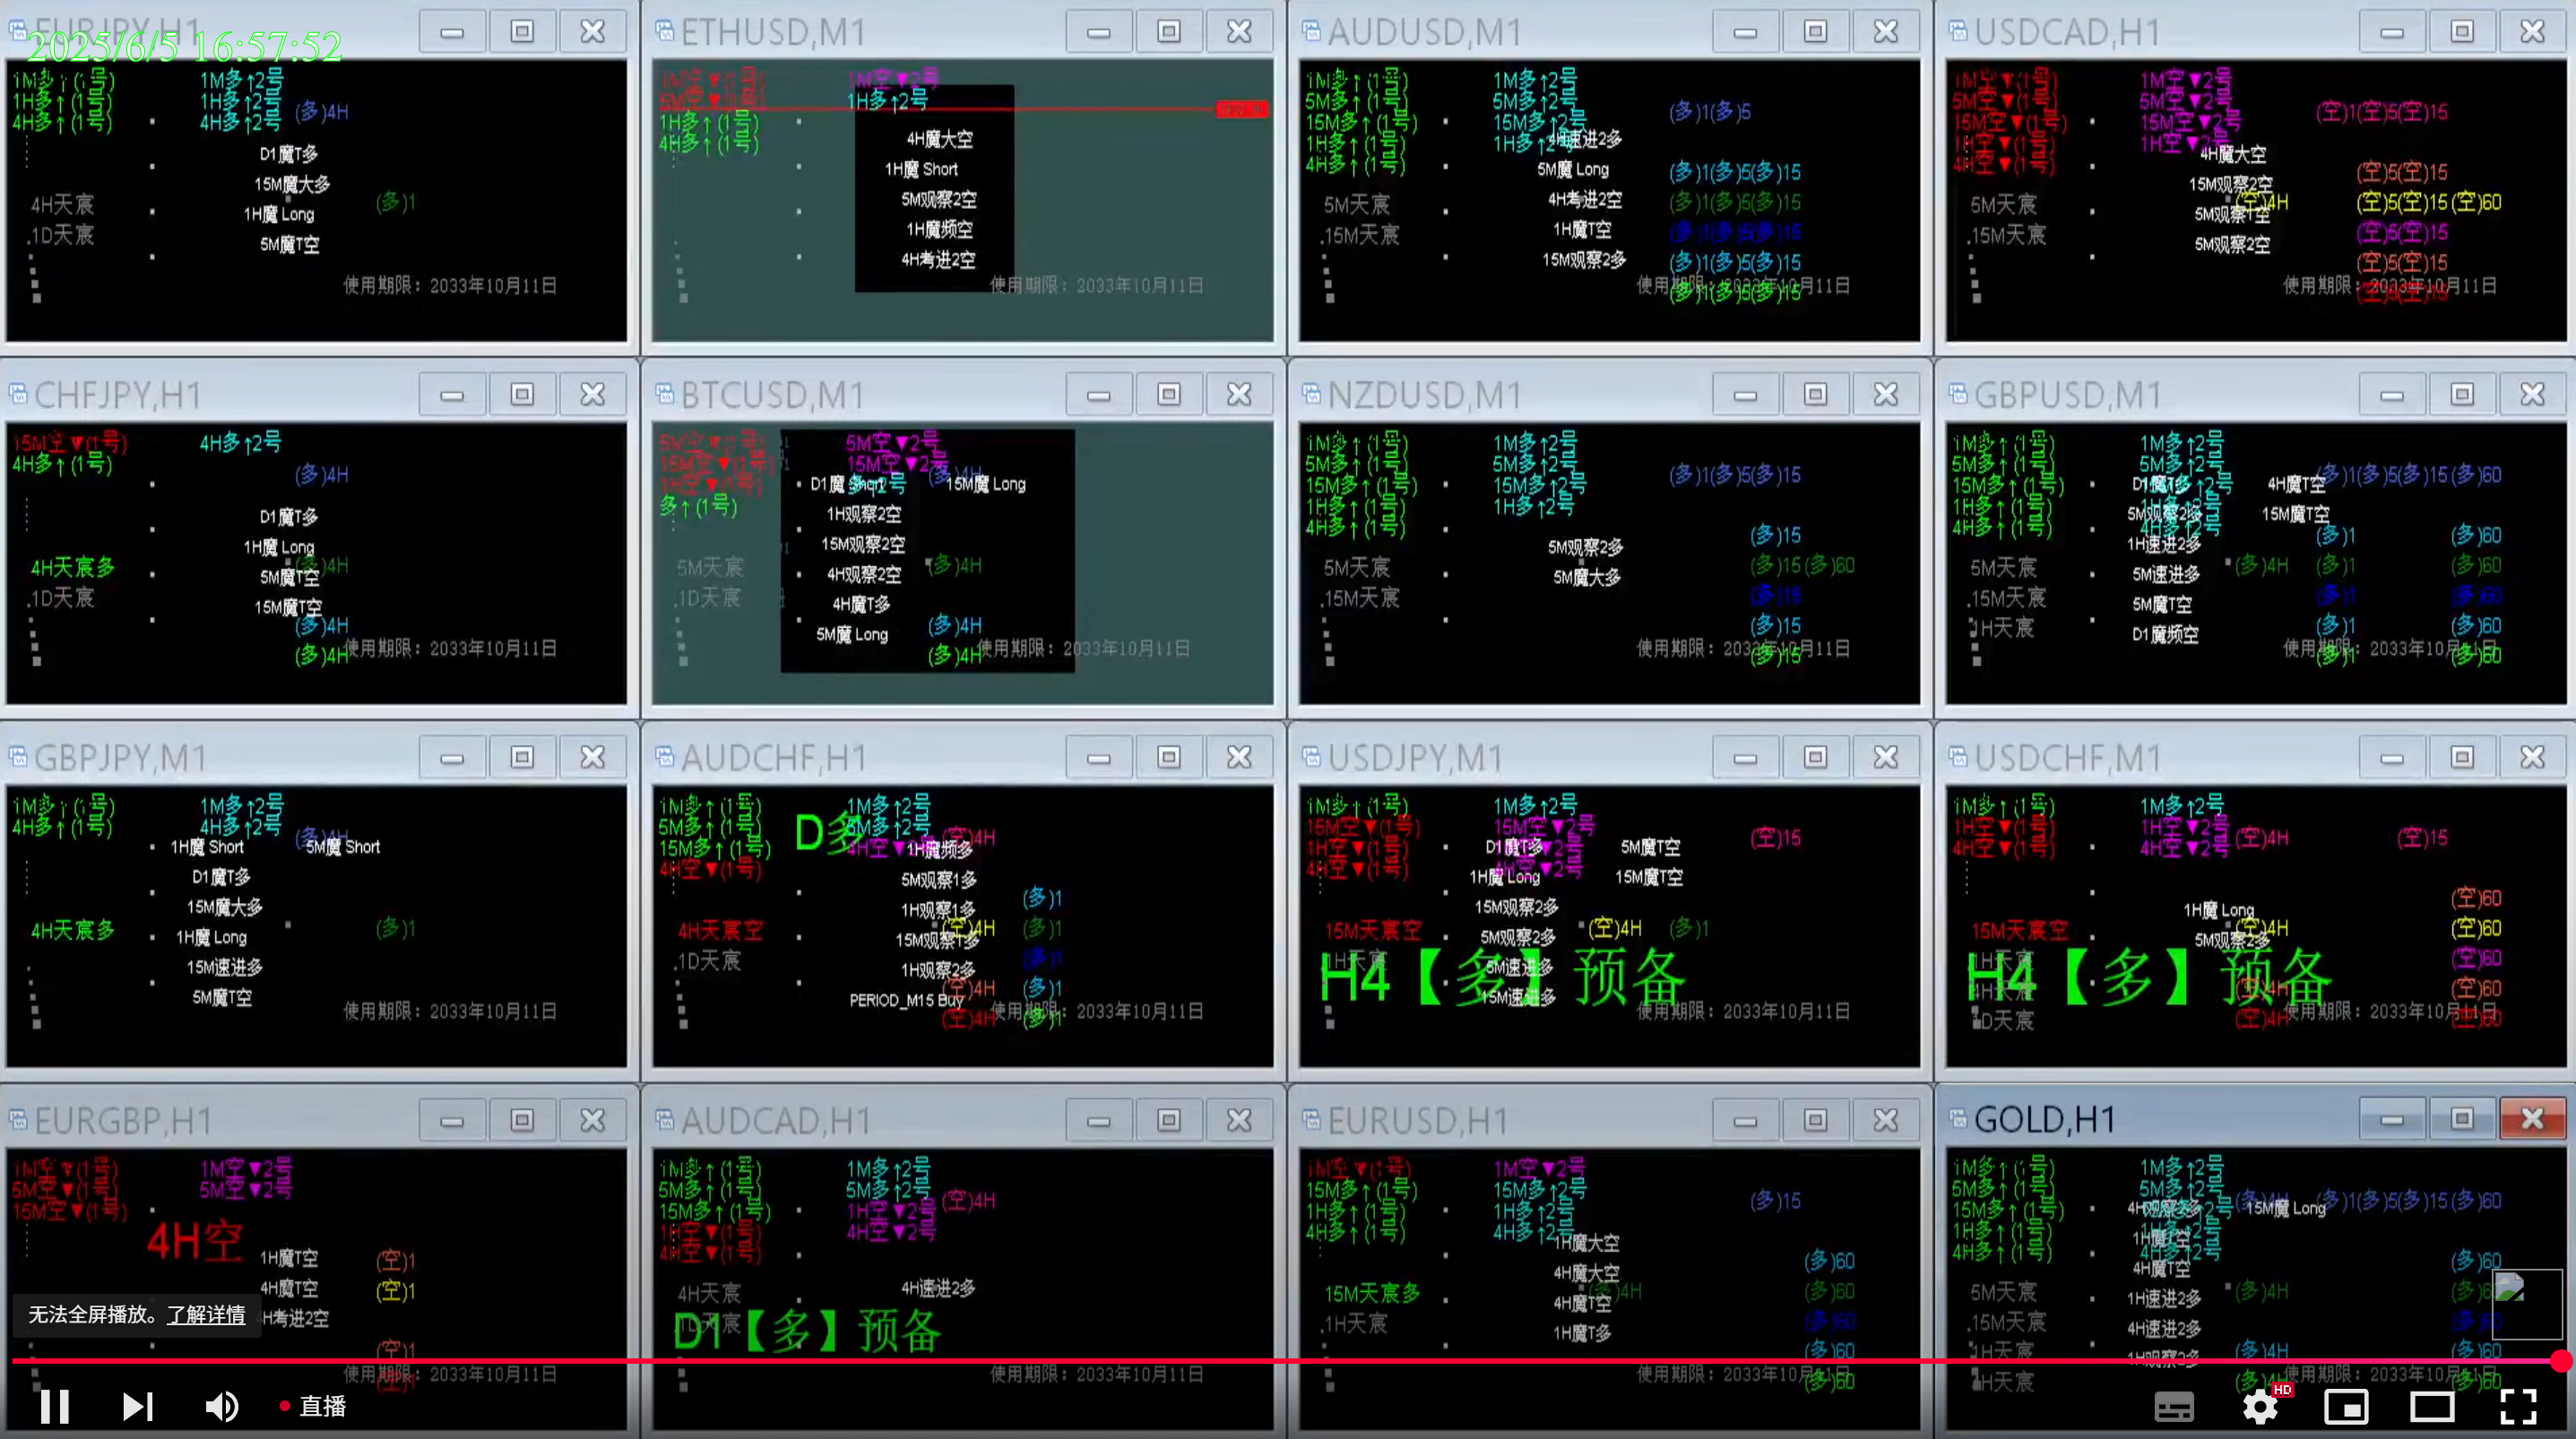 EURJPY,H1
2025/6/5 16:57:52
1M多↑(1号) 1M多↑2号
1H多↑(1号) 1H多↑2号 (多)4H
4H多↑(1号) 4H多↑2号
D1魔T多
15M魔大多
4H天宸 (多)1
1H魔 Long
.1D天宸
5M魔T空
使用期限：2033年10月11日
ETHUSD,M1
1M空▼(1号) 1M空▼2号
5M空▼(1号) 1H多↑2号
1H多↑(1号)
4H多↑(1号) 4H魔大空
1H魔 Short
5M观察2空
1H魔频空
4H考进2空
使用期限：2033年10月11日
AUDUSD,M1
1M多↑(1号) 1M多↑2号
5M多↑(1号) 5M多↑2号 (多)1(多)5
15M多↑(1号) 15M多↑2号
1H多↑(1号) 1H多↑2号 4H速进2多
4H多↑(1号) 5M魔 Long (多)1(多)5(多)15
5M天宸 4H考进2空 (多)1(多)5(多)15
.15M天宸 1H魔T空 (多)1(多)5(多)15
15M观察2多 (多)1(多)5(多)15
使用期限：2033年10月11日 (多)1(多)5(多)15
USDCAD,H1
1M空▼(1号) 1M空▼2号
5M空▼(1号) 5M空▼2号 (空)1(空)5(空)15
15M空▼(1号) 15M空▼2号
1H空▼(1号) 1H空▼2号
4H空▼(1号) 4H魔大空 (空)5(空)15
15M观察2空
5M天宸 (空)4H (空)5(空)15(空)60
.15M天宸 5M观察T空 (空)5(空)15
5M观察2空 (空)5(空)15
使用期限：2033年10月11日 (空)5(空)15
CHFJPY,H1
15M空▼(1号) 4H多↑2号
4H多↑(1号) (多)4H
D1魔T多
1H魔 Long
4H天宸多 (多)4H
5M魔T空
.1D天宸
15M魔T空
(多)4H
(多)4H 使用期限：2033年10月11日
BTCUSD,M1
5M空▼(1号) 5M空▼2号
15M空▼(1号) 15M空▼2号
1H空▼(1号) (多)4H
D1魔 Short 多↑2号 15M魔 Long
多↑(1号) 1H观察2空
15M观察2空
5M天宸 4H观察2空 (多)4H
.1D天宸 4H魔T多
5M魔 Long (多)4H
(多)4H 使用期限：2033年10月11日
NZDUSD,M1
1M多↑(1号) 1M多↑2号
5M多↑(1号) 5M多↑2号 (多)1(多)5(多)15
15M多↑(1号) 15M多↑2号
1H多↑(1号) 1H多↑2号
4H多↑(1号) (多)15
5M观察2多
5M天宸 5M魔大多 (多)15(多)60
.15M天宸 (多)15
(多)15
使用期限：2033年10月11日 (多)15
GBPUSD,M1
1M多↑(1号) 1M多↑2号
5M多↑(1号) 5M多↑2号 (多)1(多)5(多)15(多)60
15M多↑(1号) D1魔T多 4H魔T空
1H多↑(1号) 5M观察2多 15M魔T空
4H多↑(1号) 4H多↑2号 (多)1 (多)60
1H速进2多
5M天宸 5M速进多 (多)4H (多)1 (多)60
.15M天宸 5M魔T空 (多)1 (多)60
1H天宸 D1魔频空 (多)1 (多)60
使用期限：2033年10月11日 (多)1 (多)60
GBPJPY,M1
1M多↑(1号) 1M多↑2号
4H多↑(1号) 4H多↑2号 (多)4H
1H魔 Short 5M魔 Short
D1魔T多
15M魔大多
4H天宸多 1H魔 Long (多)1
15M速进多
5M魔T空
使用期限：2033年10月11日
AUDCHF,H1
1M多↑(1号) 1M多↑2号
5M多↑(1号) D多 5M多↑2号 (空)4H
15M多↑(1号) 4H空▼2号 1H魔频多
4H空▼(1号) 5M观察1多
1H观察1多 (多)1
4H天宸空 (空)4H (多)1
15M观察1多
.1D天宸 1H观察2多 (多)1
(空)4H (多)1
PERIOD_M15 Buy
(空)4H (多)1 使用期限：2033年10月11日
USDJPY,M1
1M多↑(1号) 1M多↑2号
15M空▼(1号) 15M空▼2号 (空)15
1H空▼(1号) D1魔T多 5M魔T空
4H空▼(1号) 4H空▼2号 1H魔 Long 15M魔T空
15M观察2多
15M天宸空 5M观察2多 (空)4H (多)1
1H天宸 5M速进多
H4【多】预备
15M速进多
使用期限：2033年10月11日
USDCHF,M1
1M多↑(1号) 1M多↑2号
1H空▼(1号) 1H空▼2号 (空)4H (空)15
4H空▼(1号) 4H空▼2号
1H魔 Long (空)60
15M天宸空 (空)4H (空)60
5M观察2多
1H天宸 (空)60
H4【多】预备
4H天宸 (空)4H (空)60
1D天宸 (空)4H (空)60
使用期限：2033年10月11日
EURGBP,H1
1M空▼(1号) 1M空▼2号
5M空▼(1号) 5M空▼2号
15M空▼(1号)
4H空
1H魔T空 (空)1
4H魔T空 (空)1
H考进2空
(空)1
使用期限：2033年10月11日
AUDCAD,H1
1M多↑(1号) 1M多↑2号
5M多↑(1号) 5M多↑2号
15M多↑(1号) 1H空▼2号 (空)4H
1H空▼(1号) 4H空▼2号
4H空▼(1号)
4H天宸 4H速进2多
D1【多】预备
使用期限：2033年10月11日
EURUSD,H1
1M空▼(1号) 1M空▼2号
15M多↑(1号) 15M多↑2号 (多)15
1H多↑(1号) 1H多↑2号
4H多↑(1号) 4H多↑2号
1H魔大空 (多)60
4H魔大空
15M天宸多 (多)4H (多)60
4H魔T空
.1H天宸 1H魔T多 (多)60
(多)60
使用期限：2033年10月11日 (多)60
GOLD,H1
1M多↑(1号) 1M多↑2号
5M多↑(1号) 5M多↑2号 (多)4H (多)1(多)5(多)15(多)60
15M多↑(1号) 4H观察2多 15M魔 Long
1H多↑(1号) 1H多↑2号 1H魔T空
4H多↑(1号) 4H多↑2号 4H魔T空 (多)60
5M天宸 1H速进2多 (多)4H
.15M天宸 4H速进2多
1H天宸 1H观察2多 (多)4H (多)60
4H天宸 (多)4H (多)60
使用期限：2033年10月11日
无法全屏播放。了解详情
直播
HD